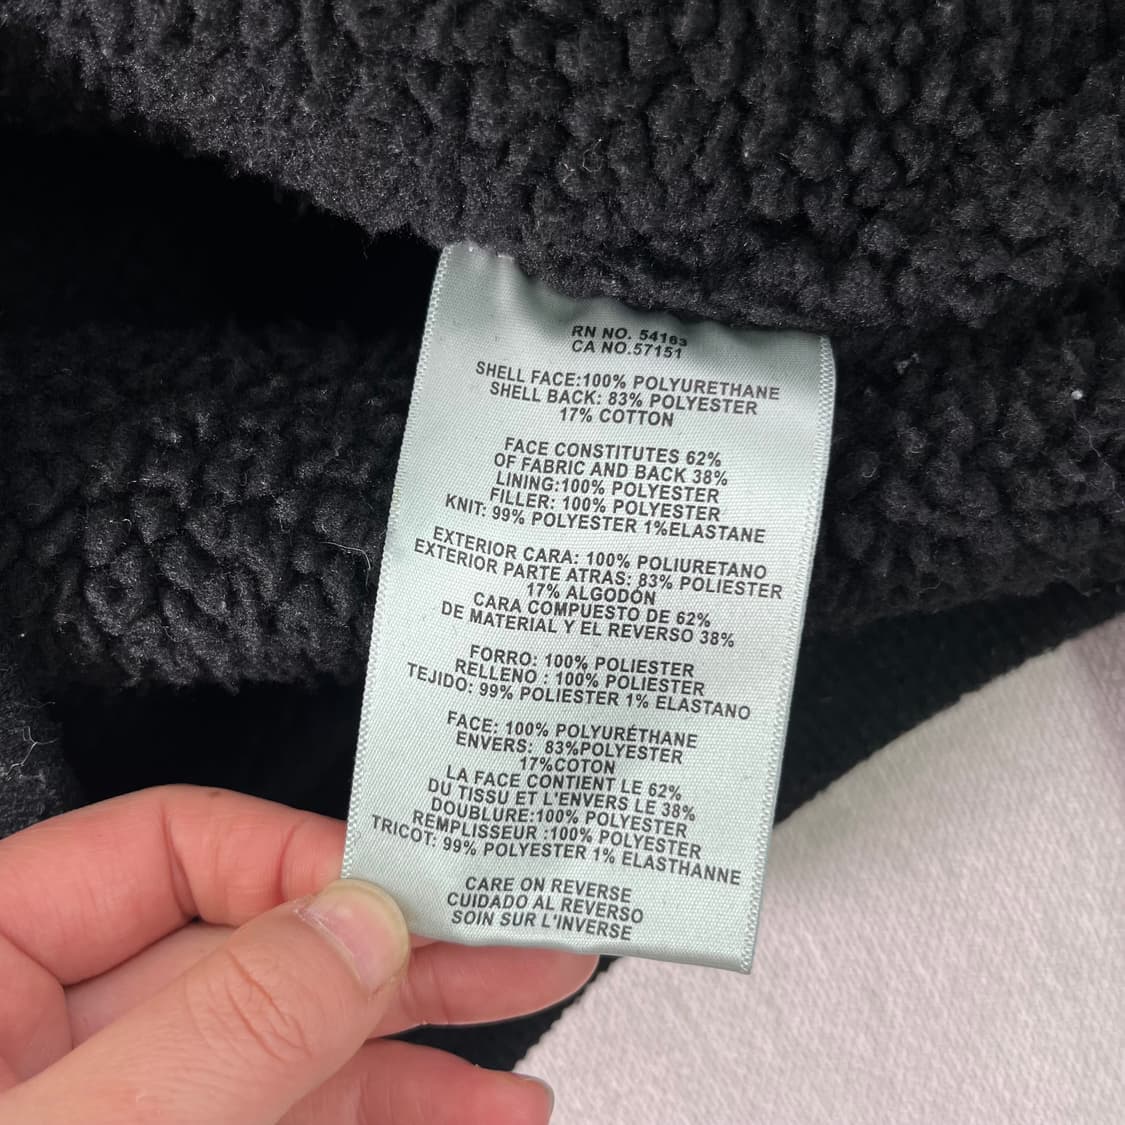 RN NO. 54163
CA NO.57151
SHELL FACE:100% POLYURETHANE
SHELL BACK: 83% POLYESTER
17% COTTON
FACE CONSTITUTES 62%
OF FABRIC AND BACK 38%
LINING:100% POLYESTER
FILLER: 100% POLYESTER
KNIT: 99% POLYESTER 1%ELASTANE
EXTERIOR CARA: 100% POLIURETANO
EXTERIOR PARTE ATRAS: 83% POLIESTER
17% ALGODÓN
CARA COMPUESTO DE 62%
DE MATERIAL Y EL REVERSO 38%
FORRO: 100% POLIESTER
RELLENO : 100% POLIESTER
TEJIDO: 99% POLIESTER 1% ELASTANO
FACE: 100% POLYURÉTHANE
ENVERS: 83%POLYESTER
17%COTON
LA FACE CONTIENT LE 62%
DU TISSU ET L'ENVERS LE 38%
DOUBLURE:100% POLYESTER
REMPLISSEUR :100% POLYESTER
TRICOT: 99% POLYESTER 1% ELASTHANNE
CARE ON REVERSE
CUIDADO AL REVERSO
SOIN SUR L'INVERSE